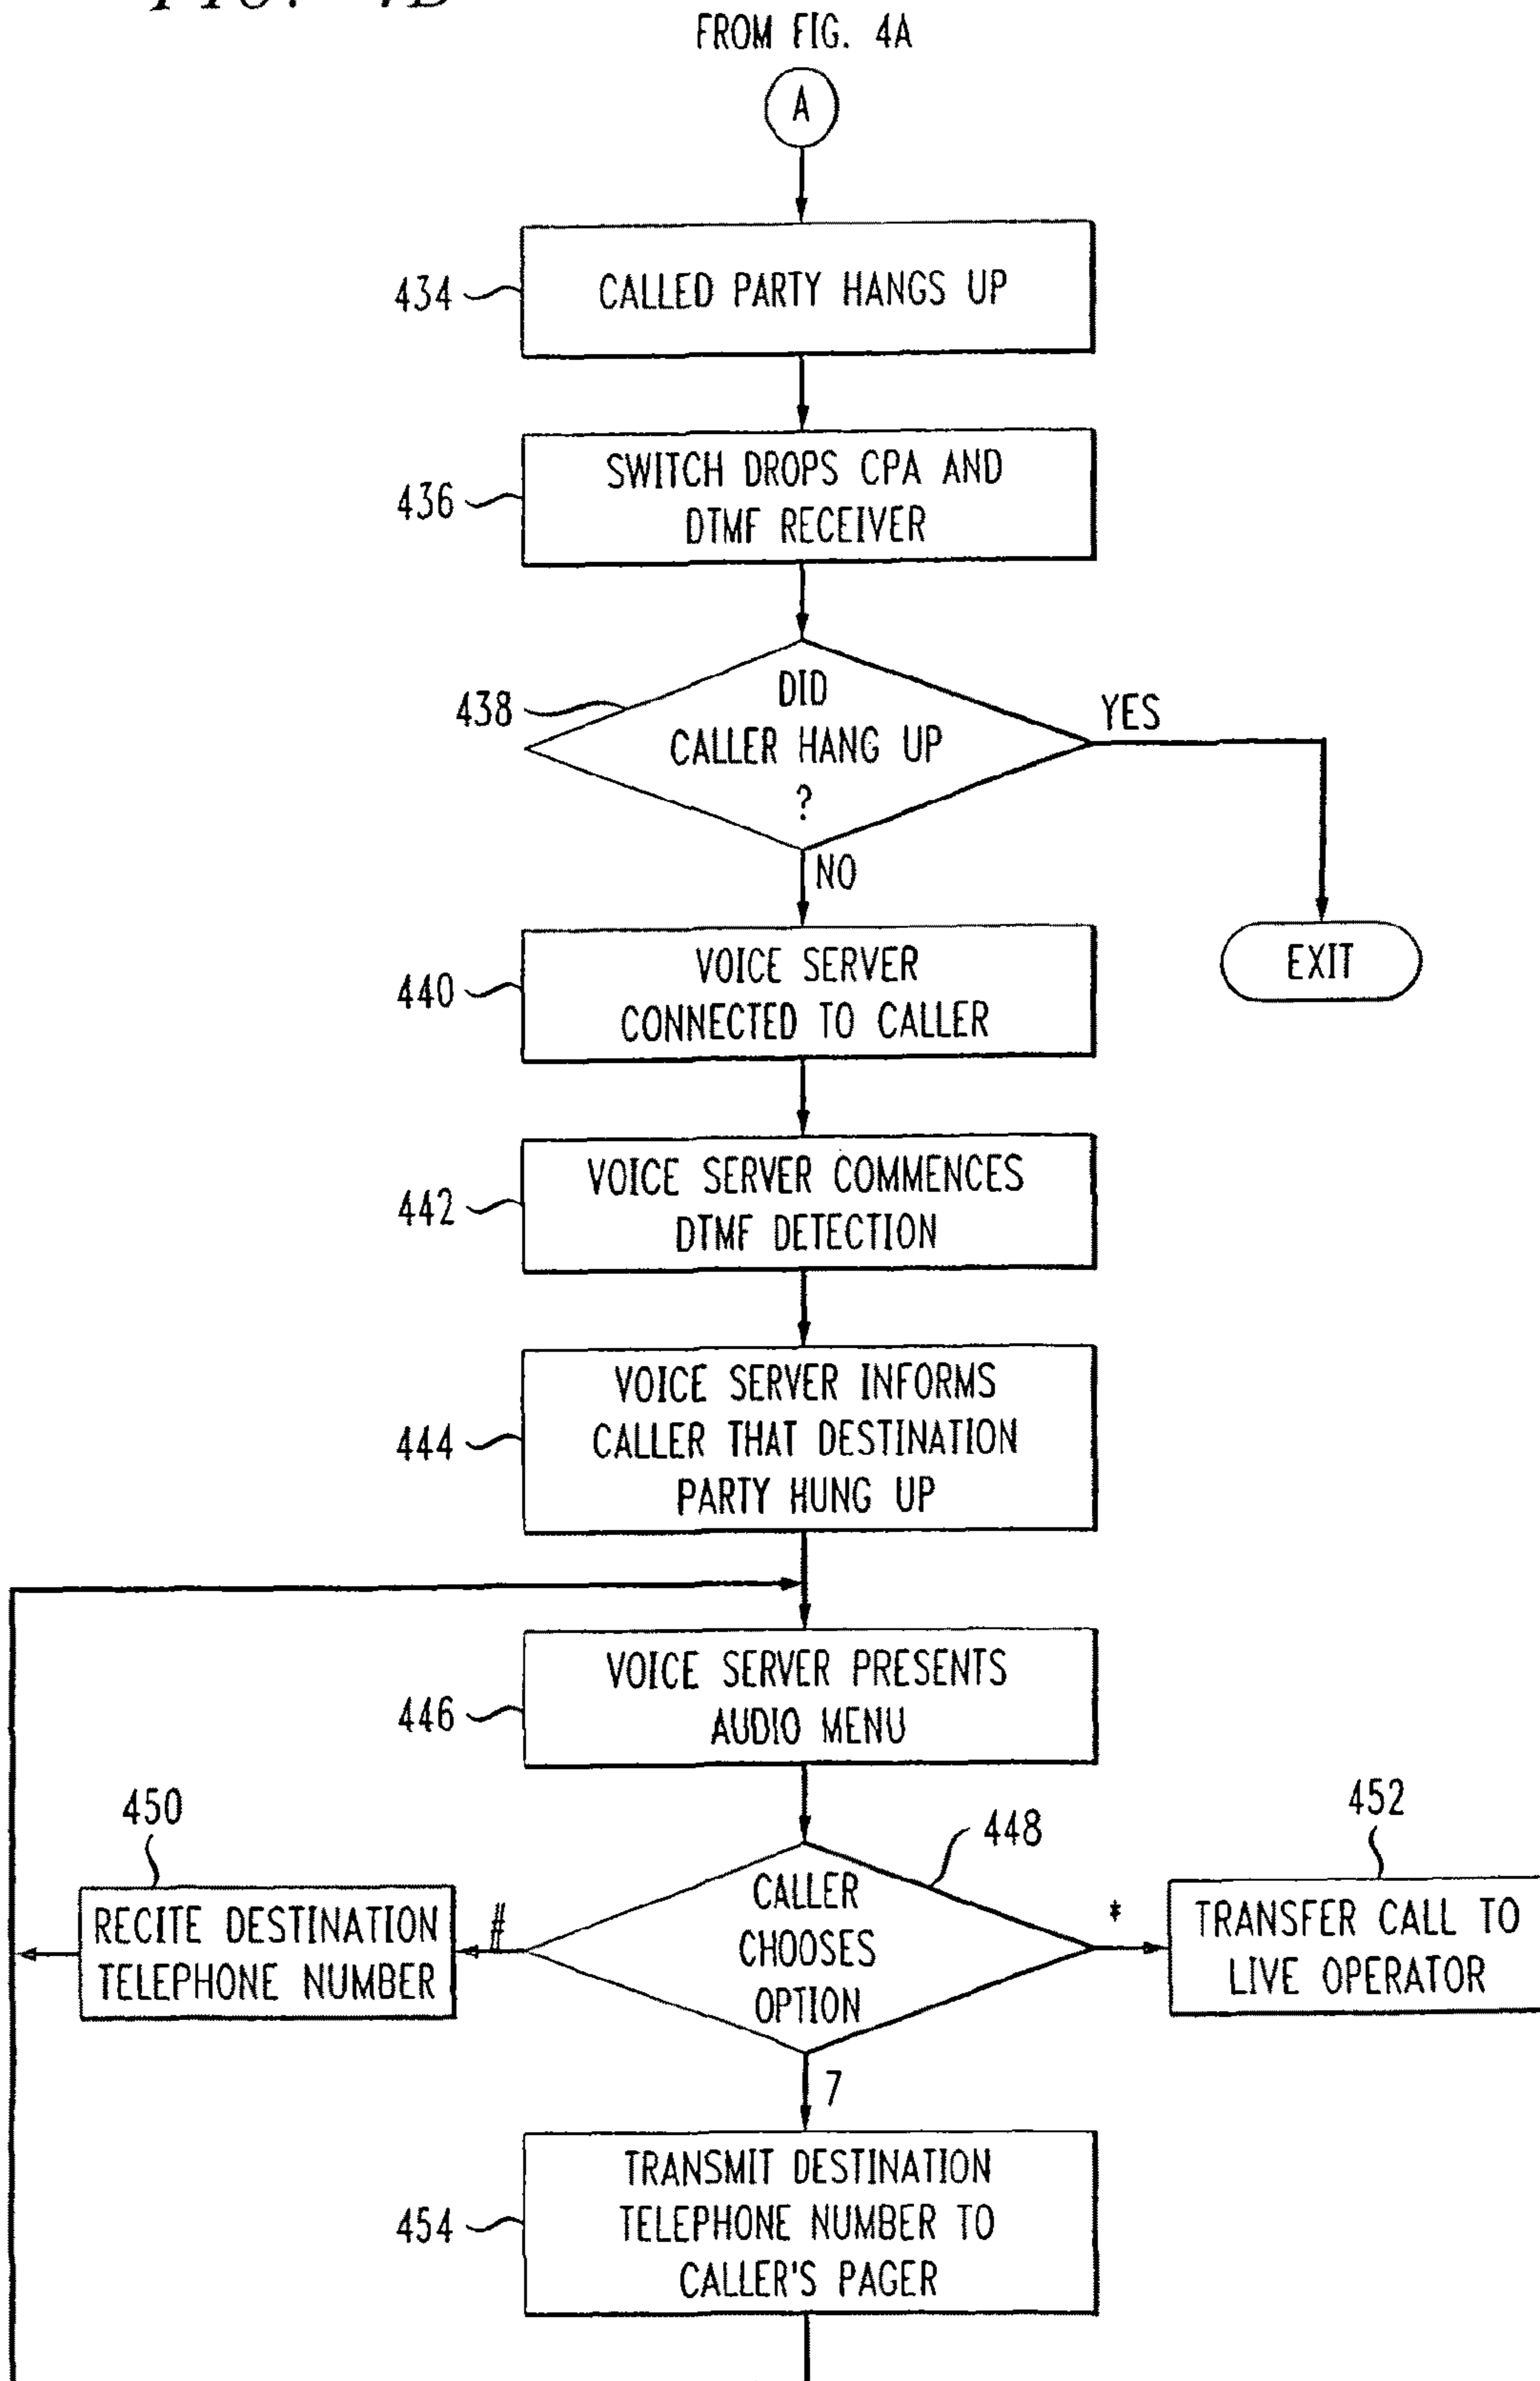 FROM FIG. 4A
A
434
CALLED PARTY HANGS UP
436
SWITCH DROPS CPA AND
DTMF RECEIVER
438
DID
CALLER HANG UP
?
YES
NO
EXIT
440
VOICE SERVER
CONNECTED TO CALLER
442
VOICE SERVER COMMENCES
DTMF DETECTION
444
VOICE SERVER INFORMS
CALLER THAT DESTINATION
PARTY HUNG UP
446
VOICE SERVER PRESENTS
AUDIO MENU
450
448
452
RECITE DESTINATION
TELEPHONE NUMBER
#
CALLER
CHOOSES
OPTION
*
TRANSFER CALL TO
LIVE OPERATOR
7
454
TRANSMIT DESTINATION
TELEPHONE NUMBER TO
CALLER'S PAGER